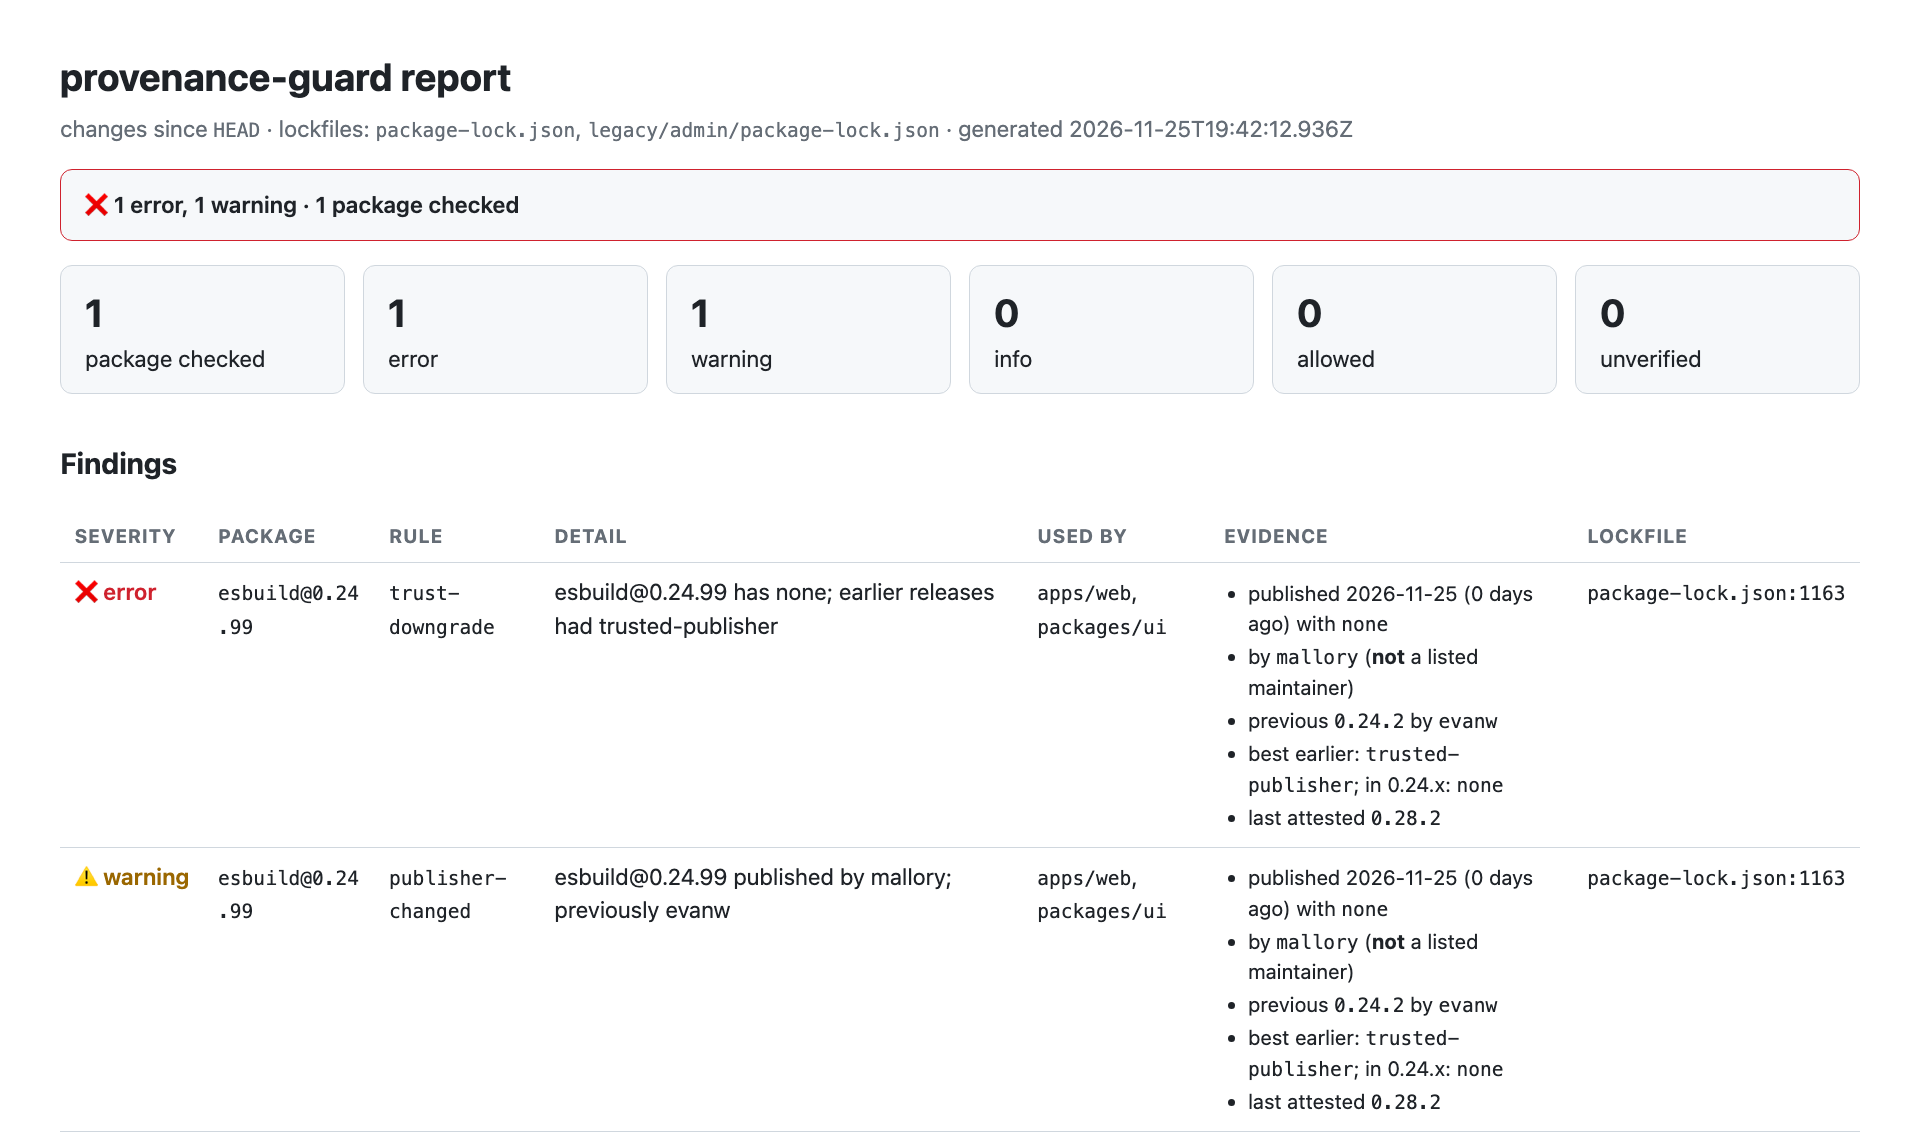 provenance-guard report
changes since HEAD · lockfiles: package-lock.json, legacy/admin/package-lock.json · generated 2026-11-25T19:42:12.936Z
❌ 1 error, 1 warning · 1 package checked
1
package checked
1
error
1
warning
0
info
0
allowed
0
unverified
Findings
SEVERITY PACKAGE RULE DETAIL USED BY EVIDENCE LOCKFILE
❌ error
esbuild@0.24
.99
trust-
downgrade
esbuild@0.24.99 has none; earlier releases
had trusted-publisher
apps/web,
packages/ui
• published 2026-11-25 (0 days
ago) with none
• by mallory (not a listed
maintainer)
• previous 0.24.2 by evanw
• best earlier: trusted-
publisher; in 0.24.x: none
• last attested 0.28.2
package-lock.json:1163
⚠️ warning
esbuild@0.24
.99
publisher-
changed
esbuild@0.24.99 published by mallory;
previously evanw
apps/web,
packages/ui
• published 2026-11-25 (0 days
ago) with none
• by mallory (not a listed
maintainer)
• previous 0.24.2 by evanw
• best earlier: trusted-
publisher; in 0.24.x: none
• last attested 0.28.2
package-lock.json:1163